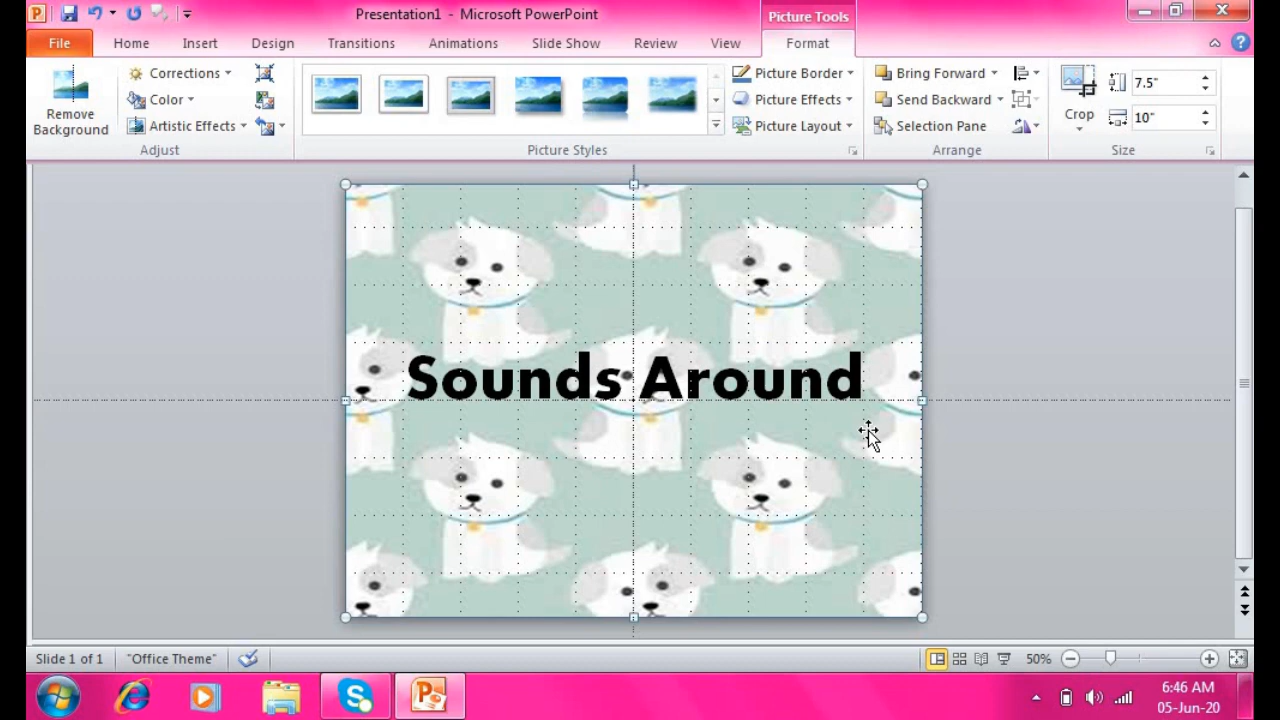 Presentation1 - Microsoft PowerPoint
Picture Tools
File Home Insert Design Transitions Animations Slide Show Review View Format
Remove Background
Corrections
Color
Artistic Effects
Adjust
Picture Styles
Picture Border
Picture Effects
Picture Layout
Bring Forward
Send Backward
Selection Pane
Arrange
Crop
7.5"
10"
Size
Sounds Around
Slide 1 of 1 "Office Theme" 50%
6:46 AM
05-Jun-20